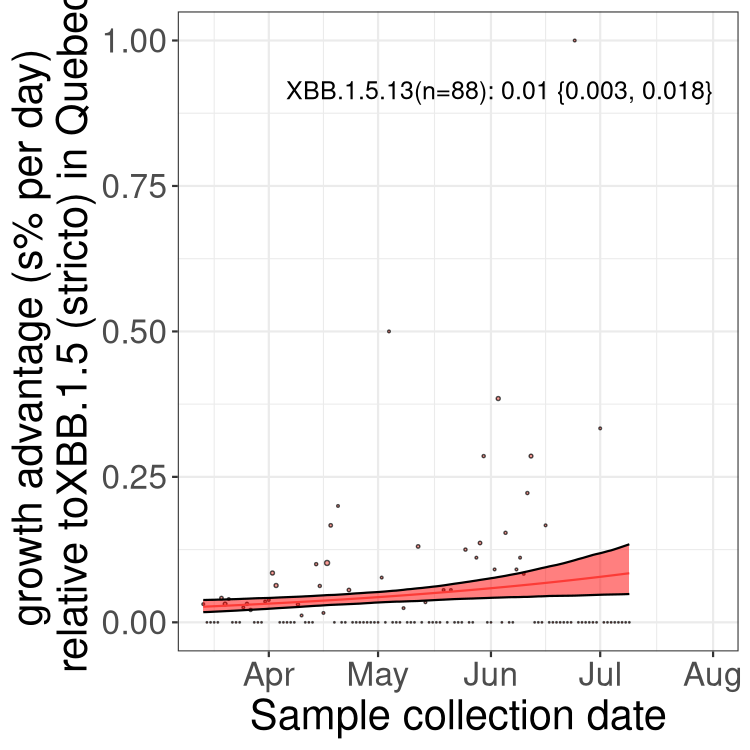 growth advantage (s% per day)
relative toXBB.1.5 (stricto) in Quebec
1.00
XBB.1.5.13(n=88): 0.01 {0.003, 0.018}
0.75
0.50
0.25
0.00
Apr May Jun Jul Aug
Sample collection date